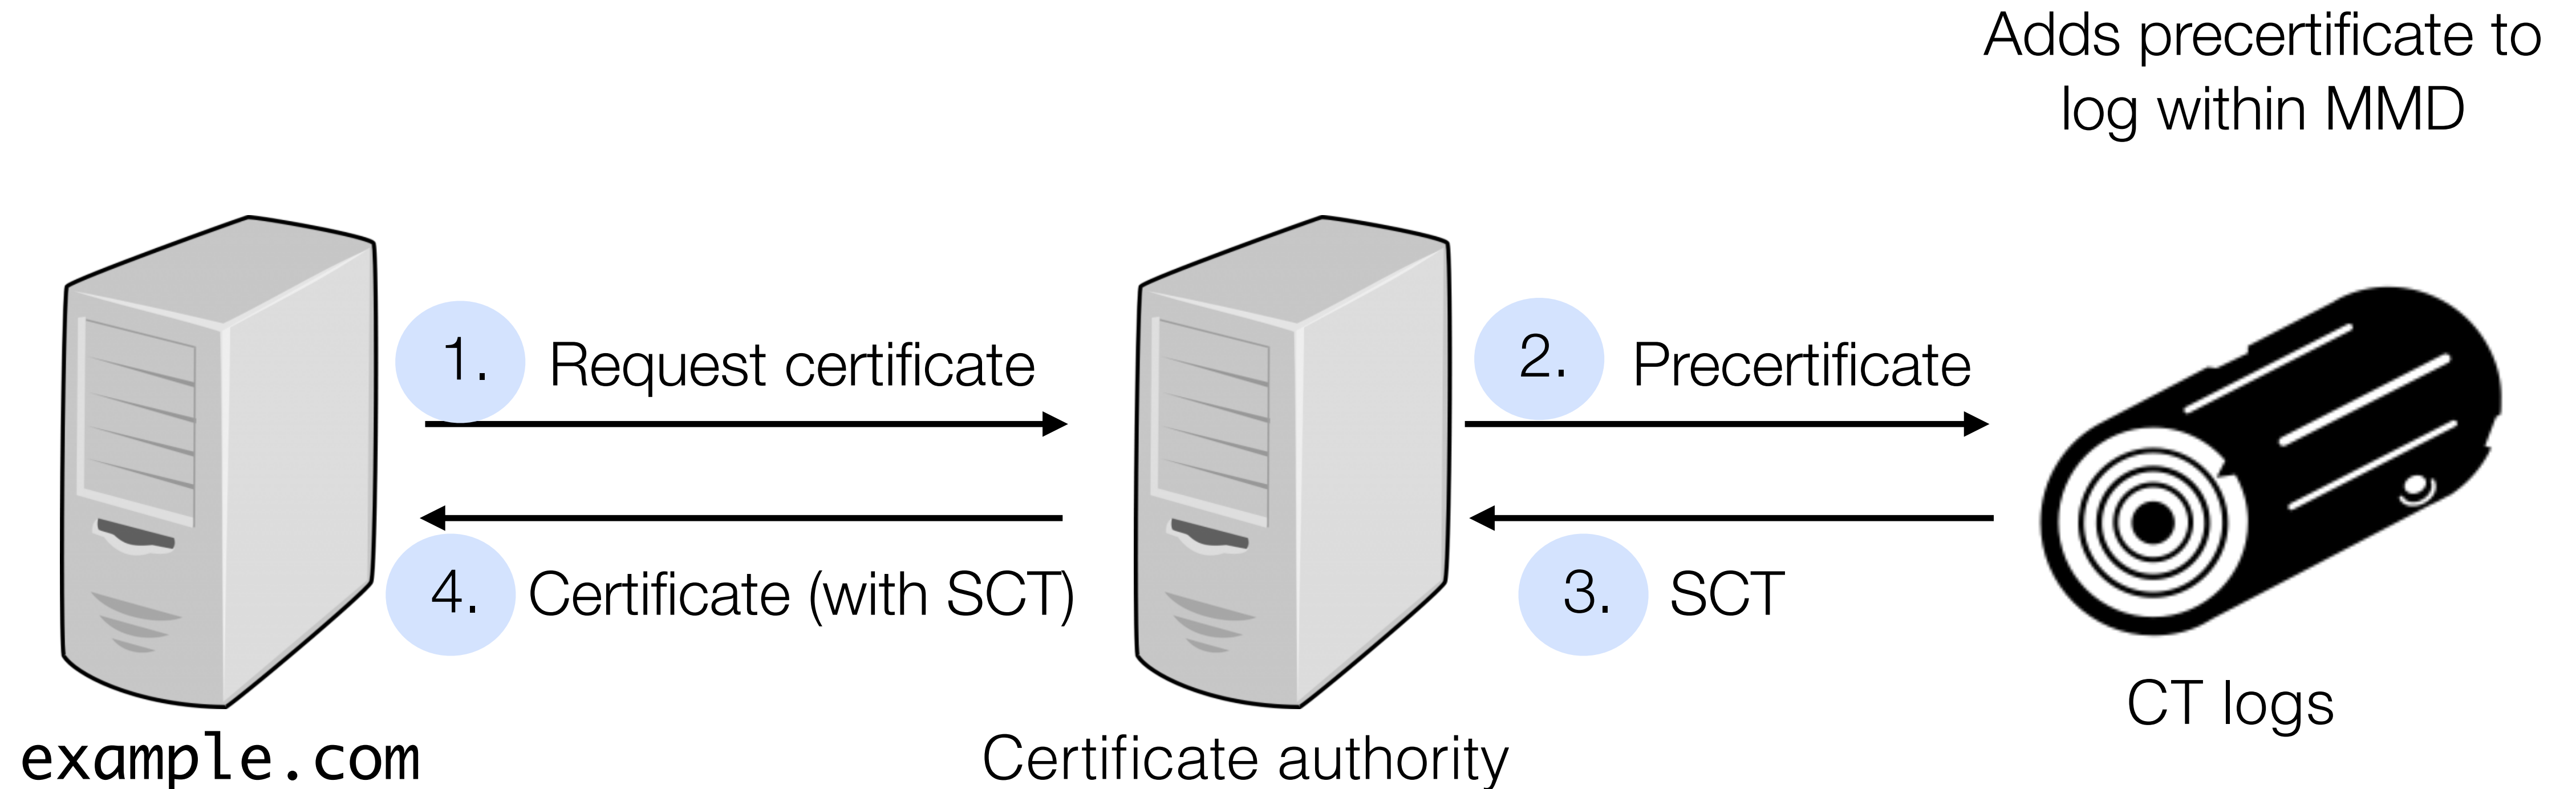 Adds precertificate to
log within MMD
1. Request certificate
2. Precertificate
4. Certificate (with SCT)
3. SCT
example.com
Certificate authority
CT logs